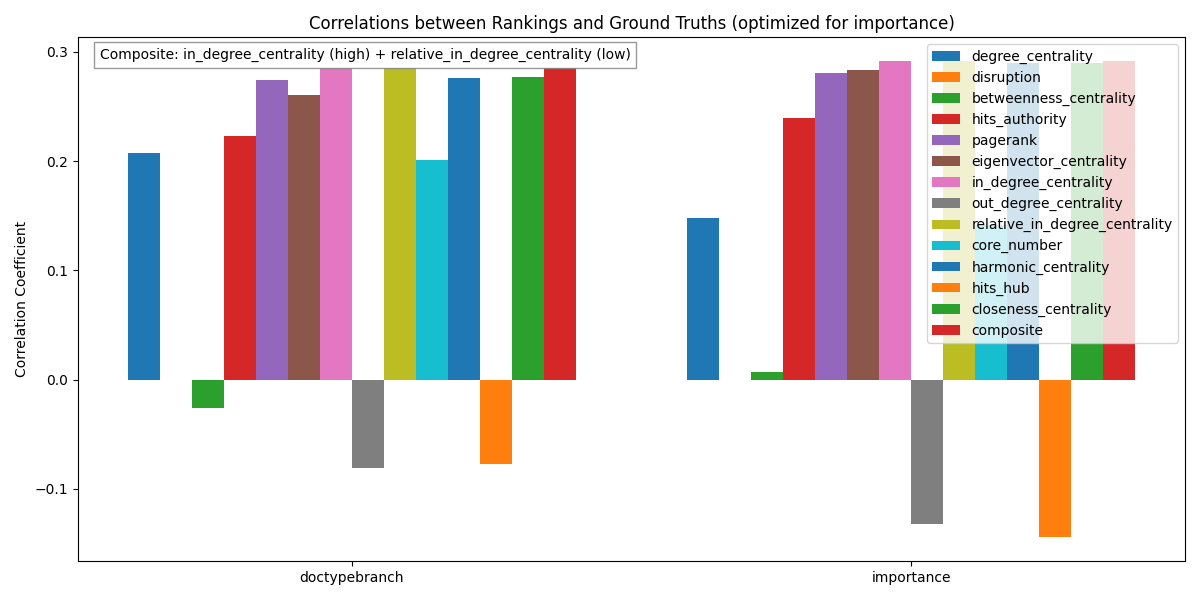 Correlations between Rankings and Ground Truths (optimized for importance)
Composite: in_degree_centrality (high) + relative_in_degree_centrality (low)
degree_centrality
disruption
betweenness_centrality
hits_authority
pagerank
eigenvector_centrality
in_degree_centrality
out_degree_centrality
relative_in_degree_centrality
core_number
harmonic_centrality
hits_hub
closeness_centrality
composite
Correlation Coefficient
0.3
0.2
0.1
0.0
−0.1
doctypebranch
importance